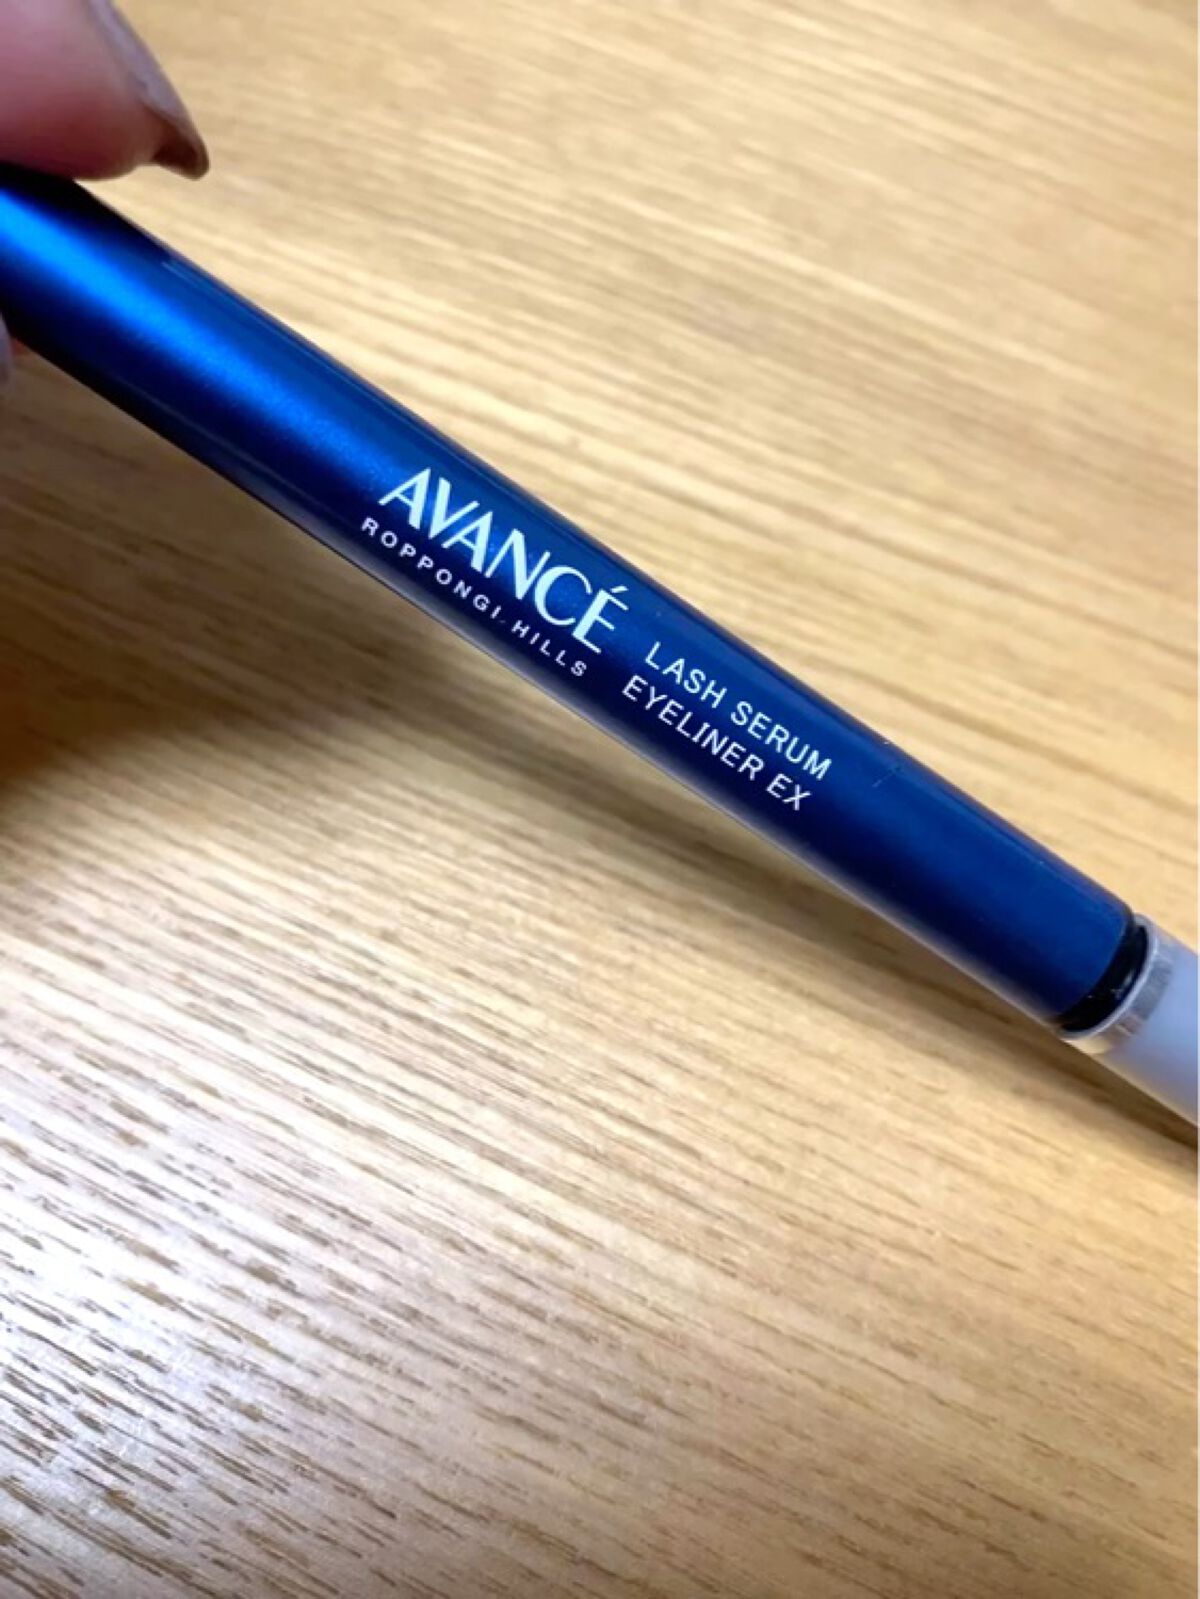 AVANCÉ
ROPPONGI HILLS
LASH SERUM
EYELINER EX